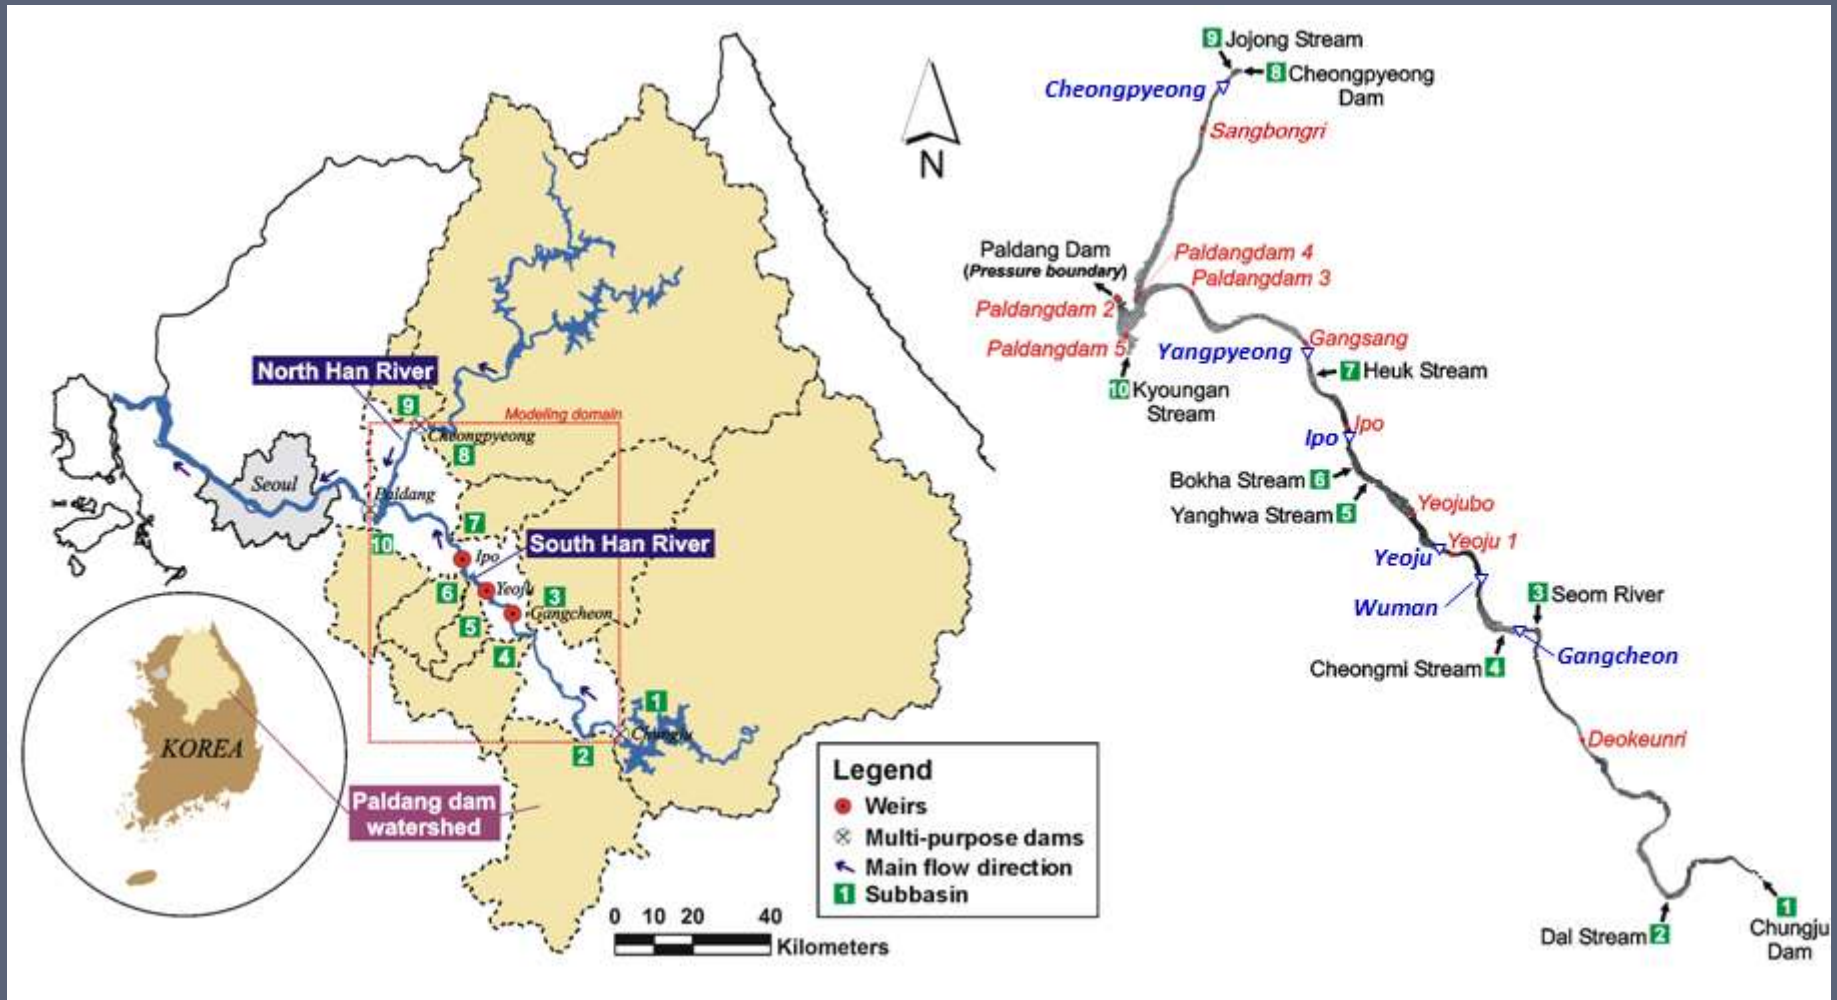 North Han River
9
Modeling domain
Cheongpyeong
8
Seoul
Paldang
7
10
Ipo
South Han River
6
Yeoju
3
Gangcheon
5
4
1
Chungju
2
KOREA
Paldang dam
watershed
Legend
Weirs
Multi-purpose dams
Main flow direction
1 Subbasin
0 10 20 40
Kilometers
N
9 Jojong Stream
8 Cheongpyeong
Dam
Cheongpyeong
Sangbongri
Paldang Dam
(Pressure boundary)
Paldangdam 4
Paldangdam 3
Paldangdam 2
Paldangdam 5
Gangsang
Yangpyeong
7 Heuk Stream
10 Kyoungan
Stream
Ipo
Ipo
Bokha Stream 6
Yanghwa Stream 5
Yeojubo
Yeoju 1
Yeoju
Wuman
3 Seom River
Cheongmi Stream 4
Gangcheon
Deokeunri
1
Chungju
Dam
Dal Stream 2